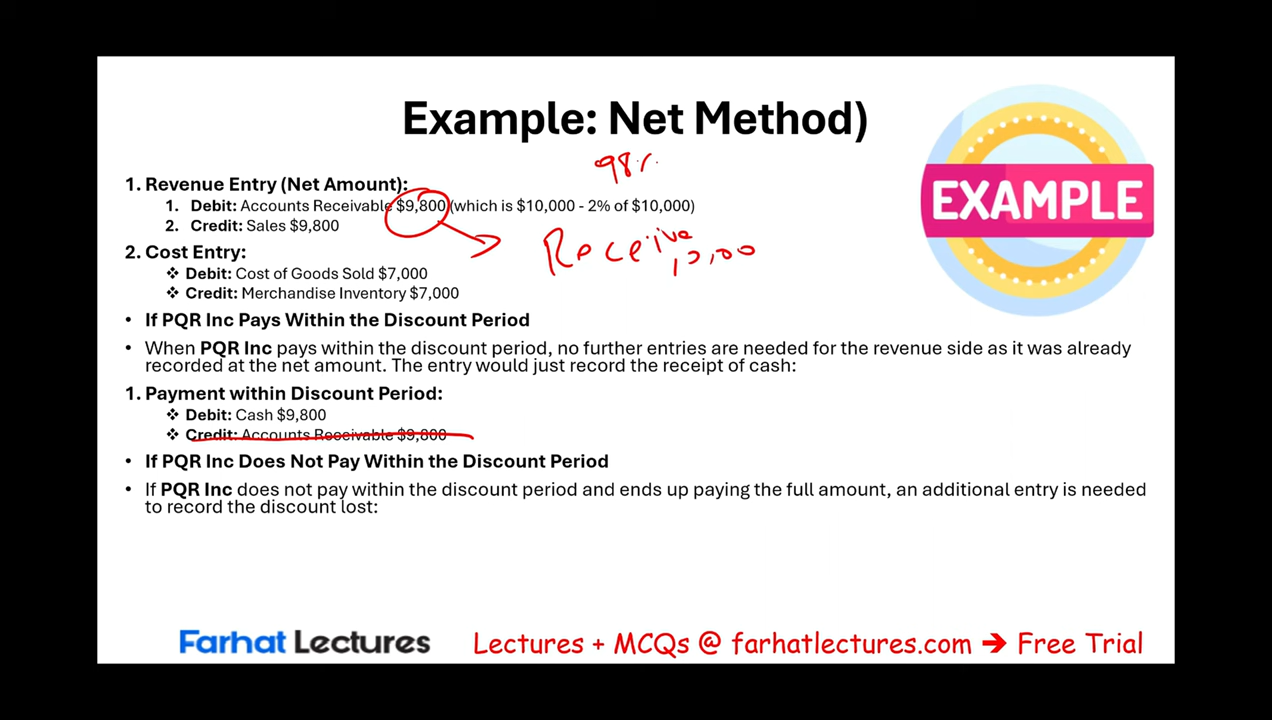 Example: Net Method)
98%
1. Revenue Entry (Net Amount):
1. Debit: Accounts Receivable $9,800 (which is $10,000 - 2% of $10,000)
2. Credit: Sales $9,800
Receive
10,00
2. Cost Entry:
❖ Debit: Cost of Goods Sold $7,000
❖ Credit: Merchandise Inventory $7,000
• If PQR Inc Pays Within the Discount Period
• When PQR Inc pays within the discount period, no further entries are needed for the revenue side as it was already
recorded at the net amount. The entry would just record the receipt of cash:
1. Payment within Discount Period:
❖ Debit: Cash $9,800
❖ Credit: Accounts Receivable $9,800
• If PQR Inc Does Not Pay Within the Discount Period
• If PQR Inc does not pay within the discount period and ends up paying the full amount, an additional entry is needed
to record the discount lost:
EXAMPLE
Farhat Lectures
Lectures + MCQs @ farhatlectures.com → Free Trial